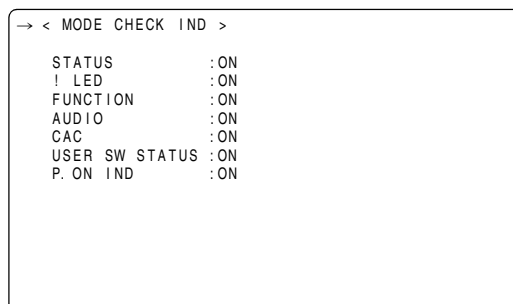 → < MODE CHECK IND >
STATUS :ON
! LED :ON
FUNCTION :ON
AUDIO :ON
CAC :ON
USER SW STATUS :ON
P. ON IND :ON